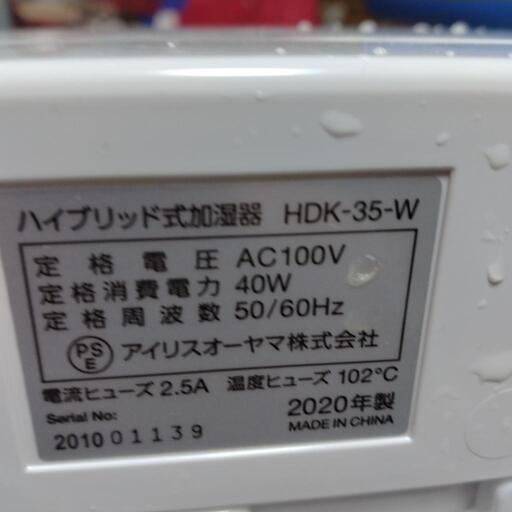 ハイブリッド式加湿器 HDK-35-W
定格電圧 AC100V
定格消費電力 40W
定格周波数 50/60Hz
PSE アイリスオーヤマ株式会社
電流ヒューズ 2.5A 温度ヒューズ 102℃
Serial No: 2020年製
201001139 MADE IN CHINA